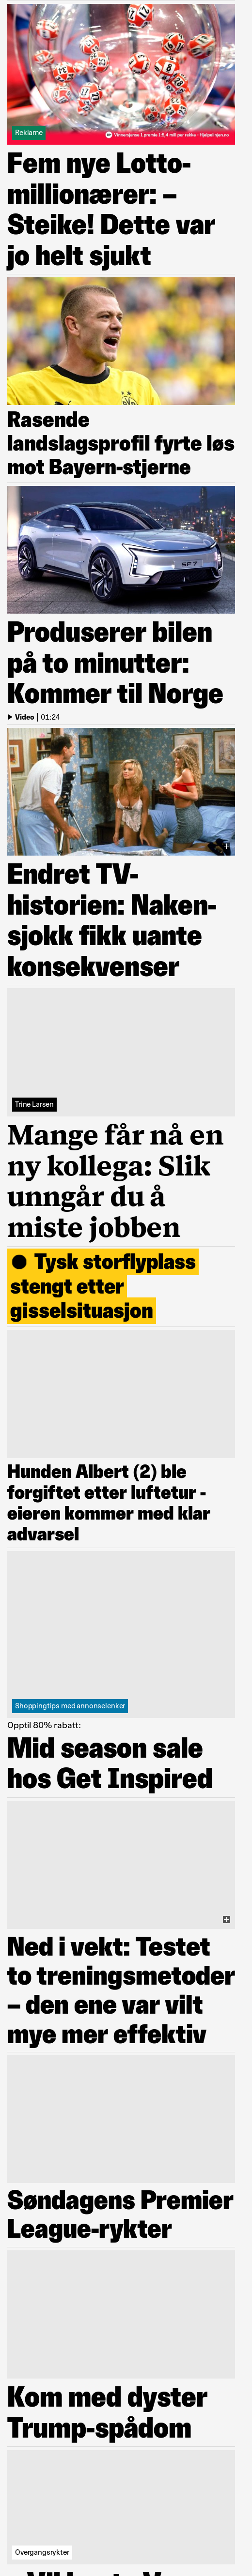 Reklame
Vinnersjanse 1.premie 1:5,4 mill per rekke - Hjelpelinjen.no
Fem nye Lotto-
millionærer: –
Steike! Dette var
jo helt sjukt
Rasende
landslagsprofil fyrte løs
mot Bayern-stjerne
SF 7
Produserer bilen
på to minutter:
Kommer til Norge
Video | 01:24
Endret TV-
historien: Naken-
sjokk fikk uante
konsekvenser
Trine Larsen
Mange får nå en
ny kollega: Slik
unngår du å
miste jobben
Tysk storflyplass
stengt etter
gisselsituasjon
Hunden Albert (2) ble
forgiftet etter luftetur -
eieren kommer med klar
advarsel
Shoppingtips med annonselenker
Opptil 80% rabatt:
Mid season sale
hos Get Inspired
Ned i vekt: Testet
to treningsmetoder
– den ene var vilt
mye mer effektiv
Søndagens Premier
League-rykter
Kom med dyster
Trump-spådom
Overgangsrykter